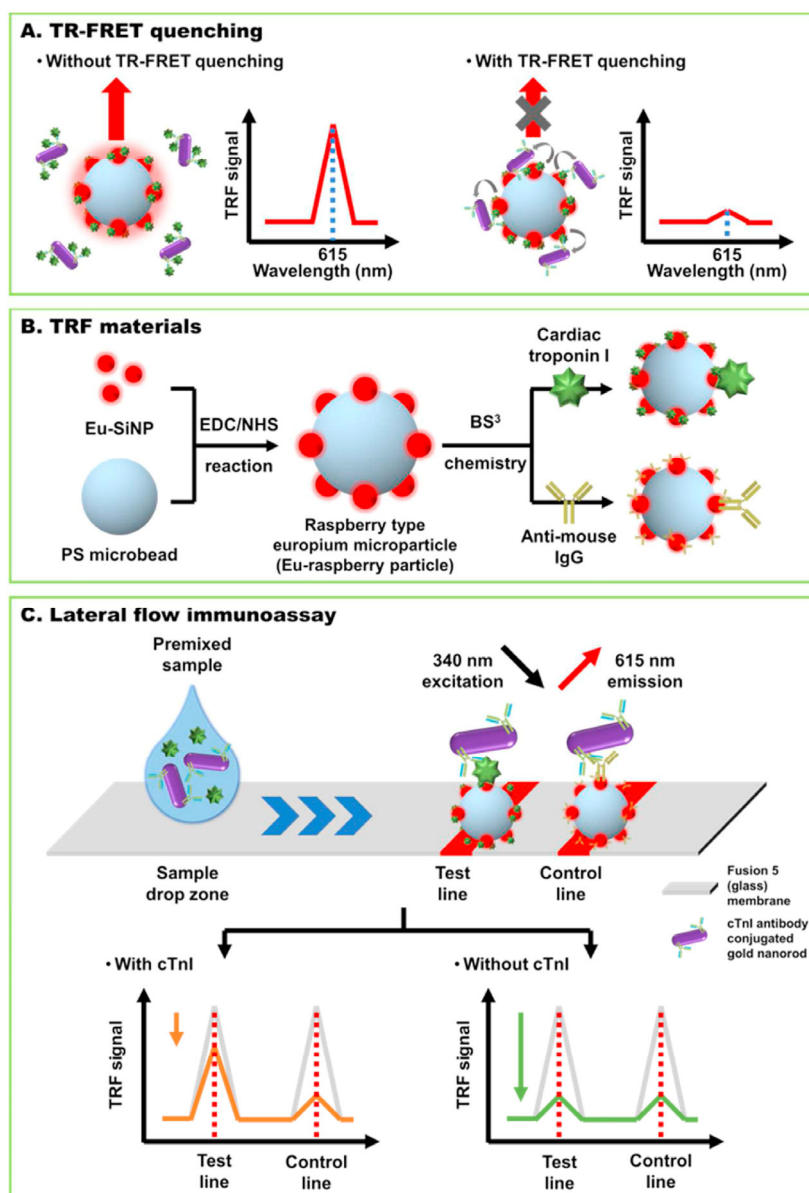 A. TR-FRET quenching
• Without TR-FRET quenching
TRF signal
615
Wavelength (nm)
• With TR-FRET quenching
TRF signal
615
Wavelength (nm)
B. TRF materials
Eu-SiNP
PS microbead
EDC/NHS
reaction
Raspberry type
europium microparticle
(Eu-raspberry particle)
BS³
chemistry
Cardiac
troponin I
Anti-mouse
IgG
C. Lateral flow immunoassay
Premixed
sample
340 nm
excitation
615 nm
emission
Sample
drop zone
Test
line
Control
line
Fusion 5
(glass)
membrane
cTnI antibody
conjugated
gold nanorod
• With cTnI
TRF signal
Test
line
Control
line
• Without cTnI
TRF signal
Test
line
Control
line